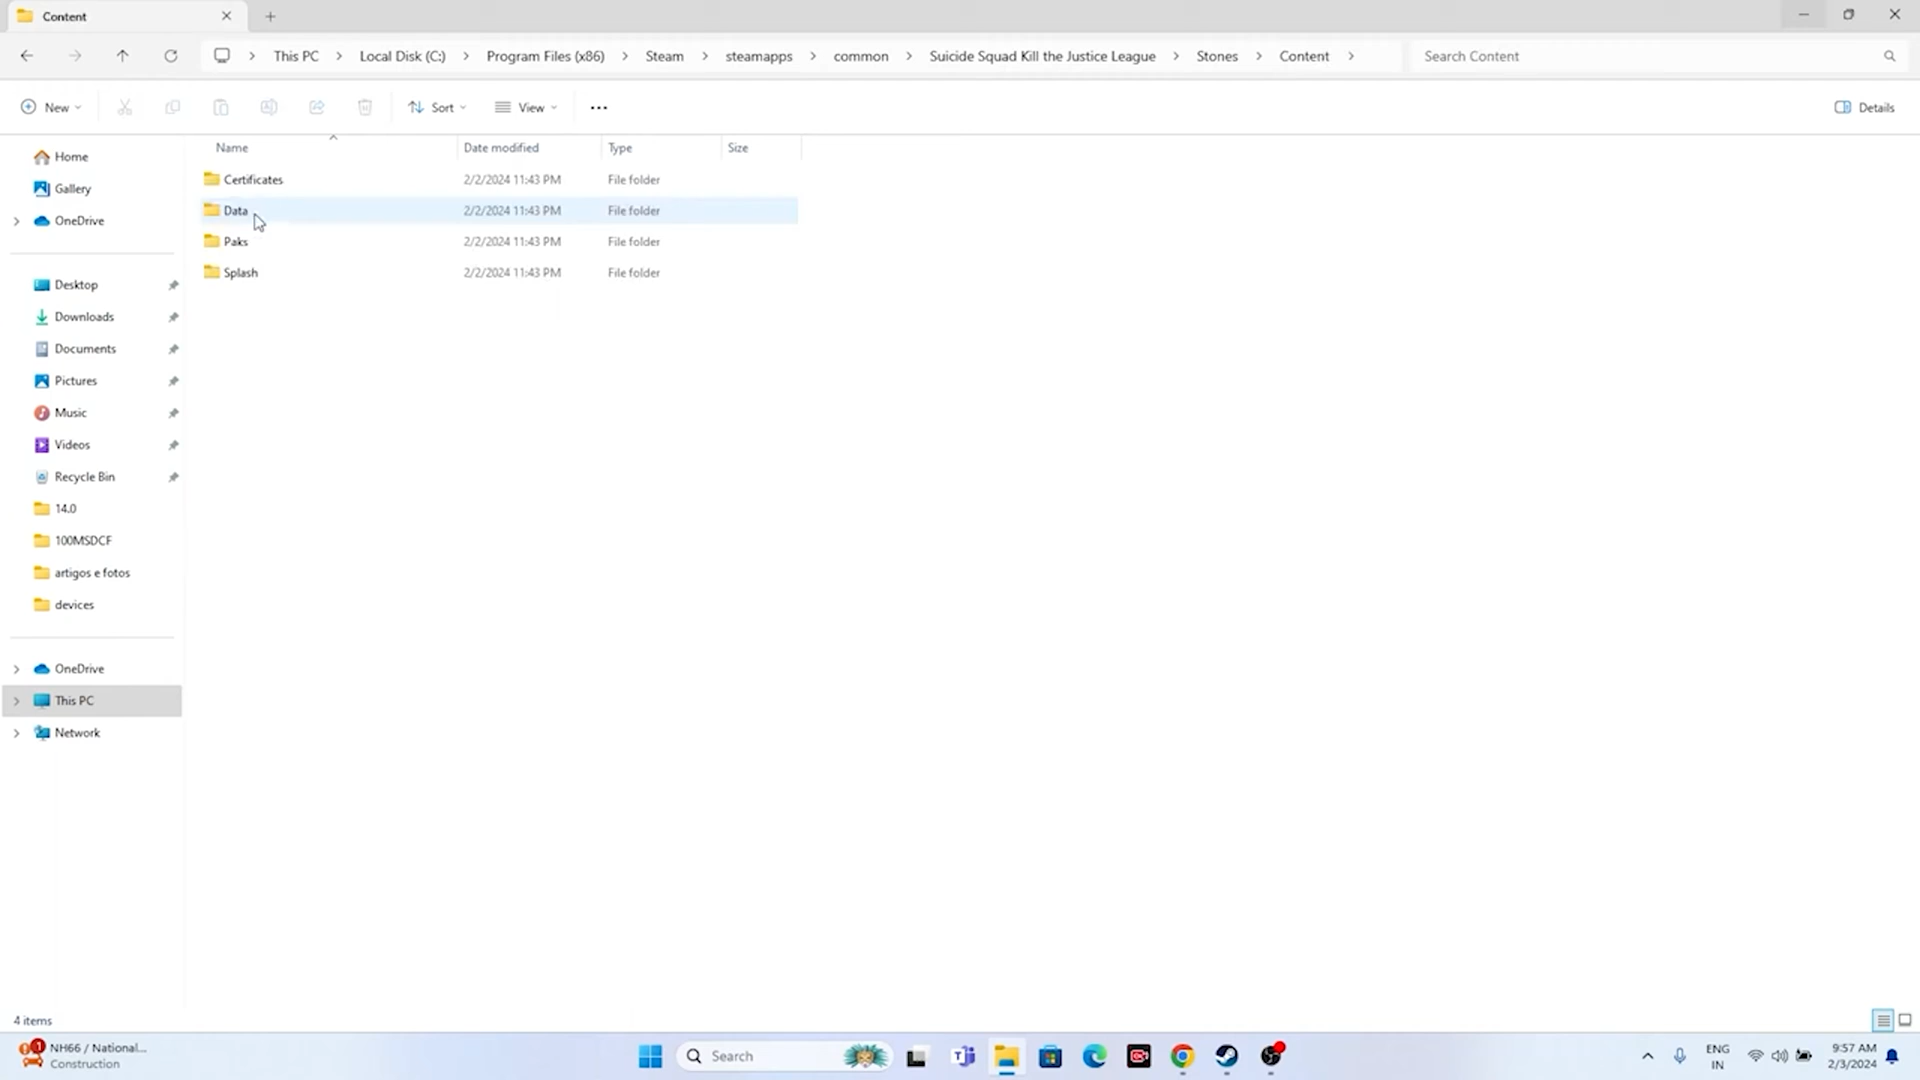 Content
This PC
Local Disk (C:)
Program Files (x86)
Steam
steamapps
common
Suicide Squad Kill the Justice League
Stones
Content
Search Content
New
Sort
View
Details
Name
Date modified
Type
Size
Certificates 2/2/2024 11:43 PM File folder
Data 2/2/2024 11:43 PM File folder
Paks 2/2/2024 11:43 PM File folder
Splash 2/2/2024 11:43 PM File folder
Home
Gallery
OneDrive
Desktop
Downloads
Documents
Pictures
Music
Videos
Recycle Bin
14.0
100MSDCF
artigos e fotos
devices
OneDrive
This PC
Network
4 items
1
NH66 / National...
Construction
Search
ENG
IN
9:57 AM
2/3/2024